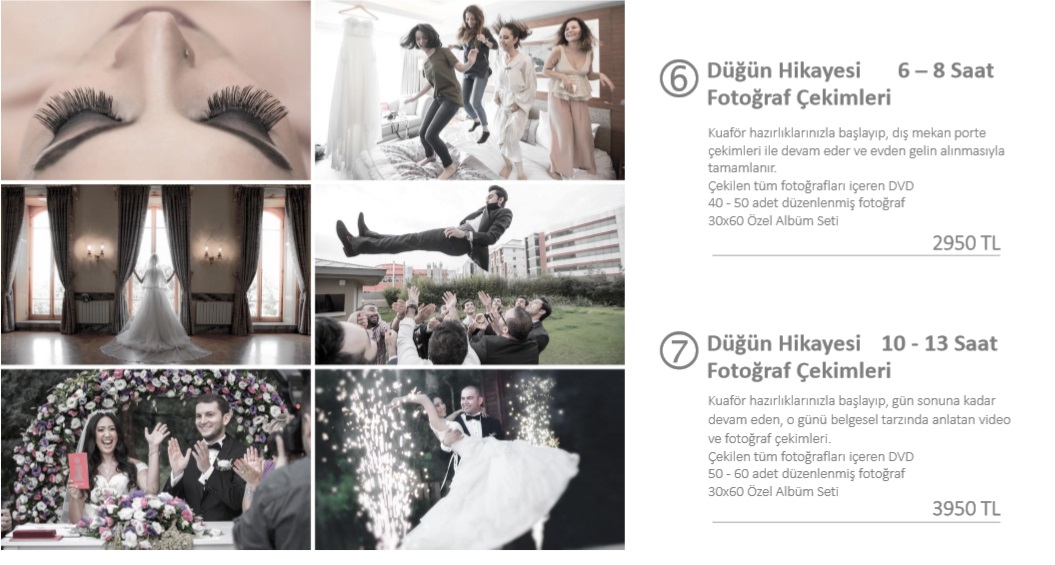 6 Düğün Hikayesi 6 – 8 Saat
Fotoğraf Çekimleri
Kuaför hazırlıklarınızla başlayıp, dış mekan porte
çekimleri ile devam eder ve evden gelin alınmasıyla
tamamlanır.
Çekilen tüm fotoğrafları içeren DVD
40 - 50 adet düzenlenmiş fotoğraf
30x60 Özel Albüm Seti
2950 TL
7 Düğün Hikayesi 10 - 13 Saat
Fotoğraf Çekimleri
Kuaför hazırlıklarınızla başlayıp, gün sonuna kadar
devam eden, o günü belgesel tarzında anlatan video
ve fotoğraf çekimleri.
Çekilen tüm fotoğrafları içeren DVD
50 - 60 adet düzenlenmiş fotoğraf
30x60 Özel Albüm Seti
3950 TL